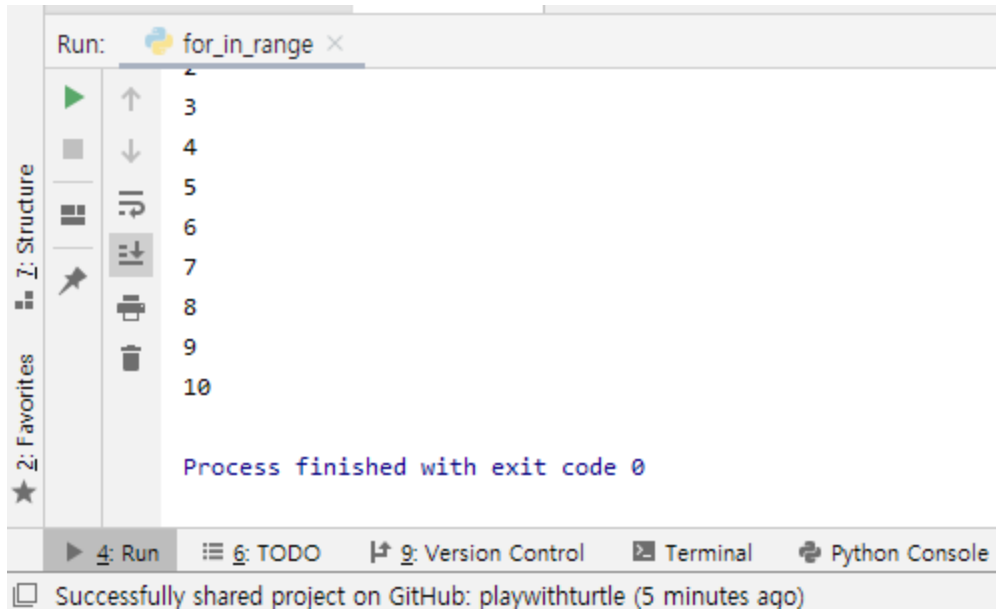 Run: for_in_range
2
3
4
5
6
7
8
9
10
Process finished with exit code 0
7: Structure
2: Favorites
4: Run 6: TODO 9: Version Control Terminal Python Console
Successfully shared project on GitHub: playwithturtle (5 minutes ago)